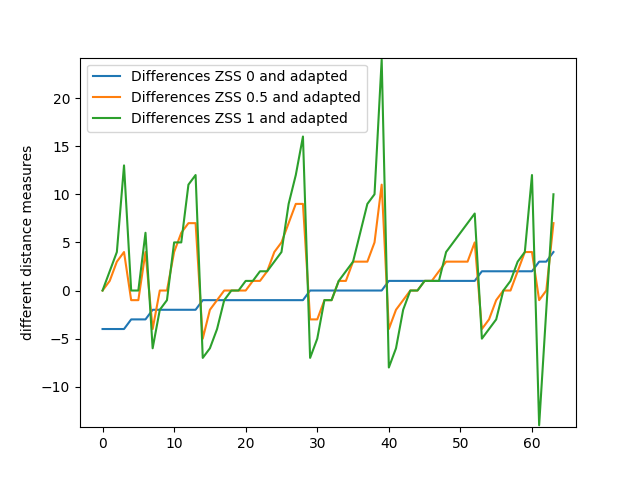 Differences ZSS 0 and adapted
Differences ZSS 0.5 and adapted
Differences ZSS 1 and adapted
different distance measures
20
15
10
5
0
−5
−10
0 10 20 30 40 50 60